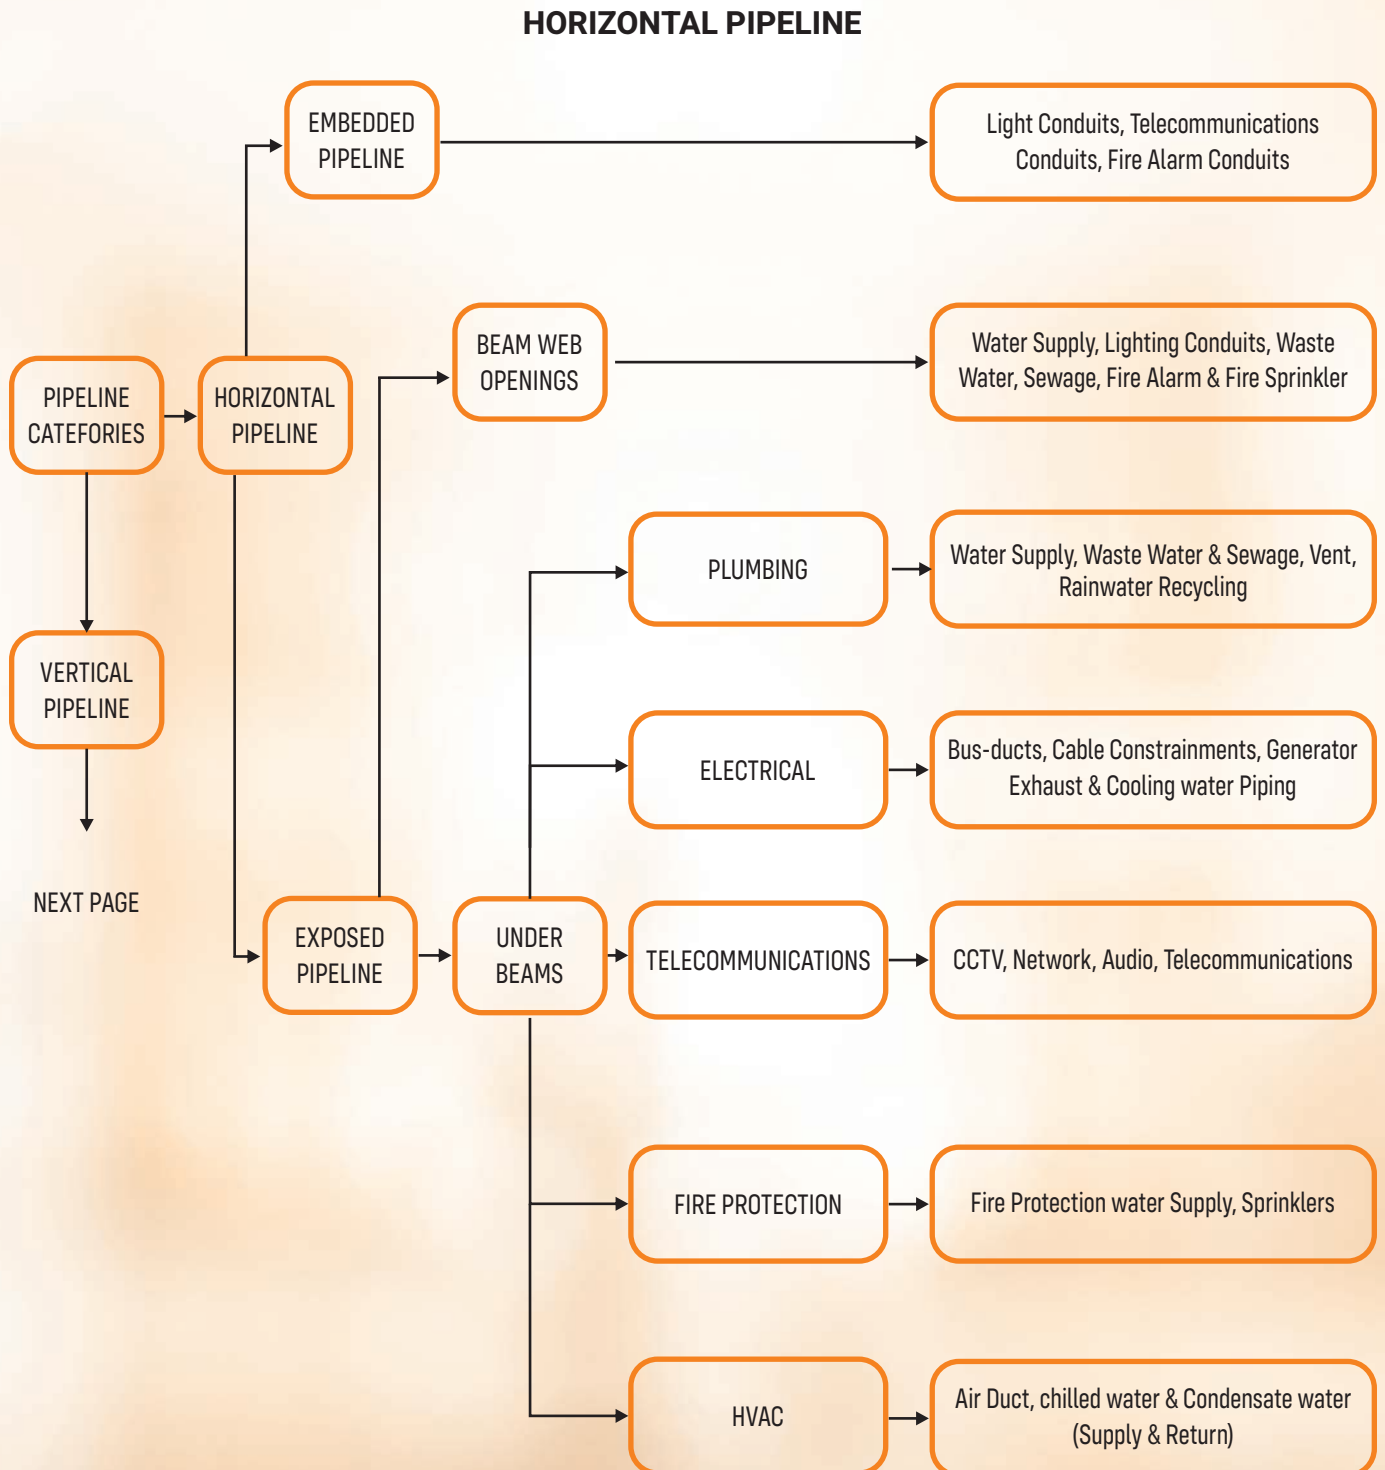 HORIZONTAL PIPELINE
EMBEDDED
PIPELINE
Light Conduits, Telecommunications
Conduits, Fire Alarm Conduits
BEAM WEB
OPENINGS
Water Supply, Lighting Conduits, Waste
Water, Sewage, Fire Alarm & Fire Sprinkler
PIPELINE
CATEFORIES
HORIZONTAL
PIPELINE
PLUMBING
Water Supply, Waste Water & Sewage, Vent,
Rainwater Recycling
VERTICAL
PIPELINE
ELECTRICAL
Bus-ducts, Cable Constrainments, Generator
Exhaust & Cooling water Piping
NEXT PAGE
EXPOSED
PIPELINE
UNDER
BEAMS
TELECOMMUNICATIONS
CCTV, Network, Audio, Telecommunications
FIRE PROTECTION
Fire Protection water Supply, Sprinklers
HVAC
Air Duct, chilled water & Condensate water
(Supply & Return)